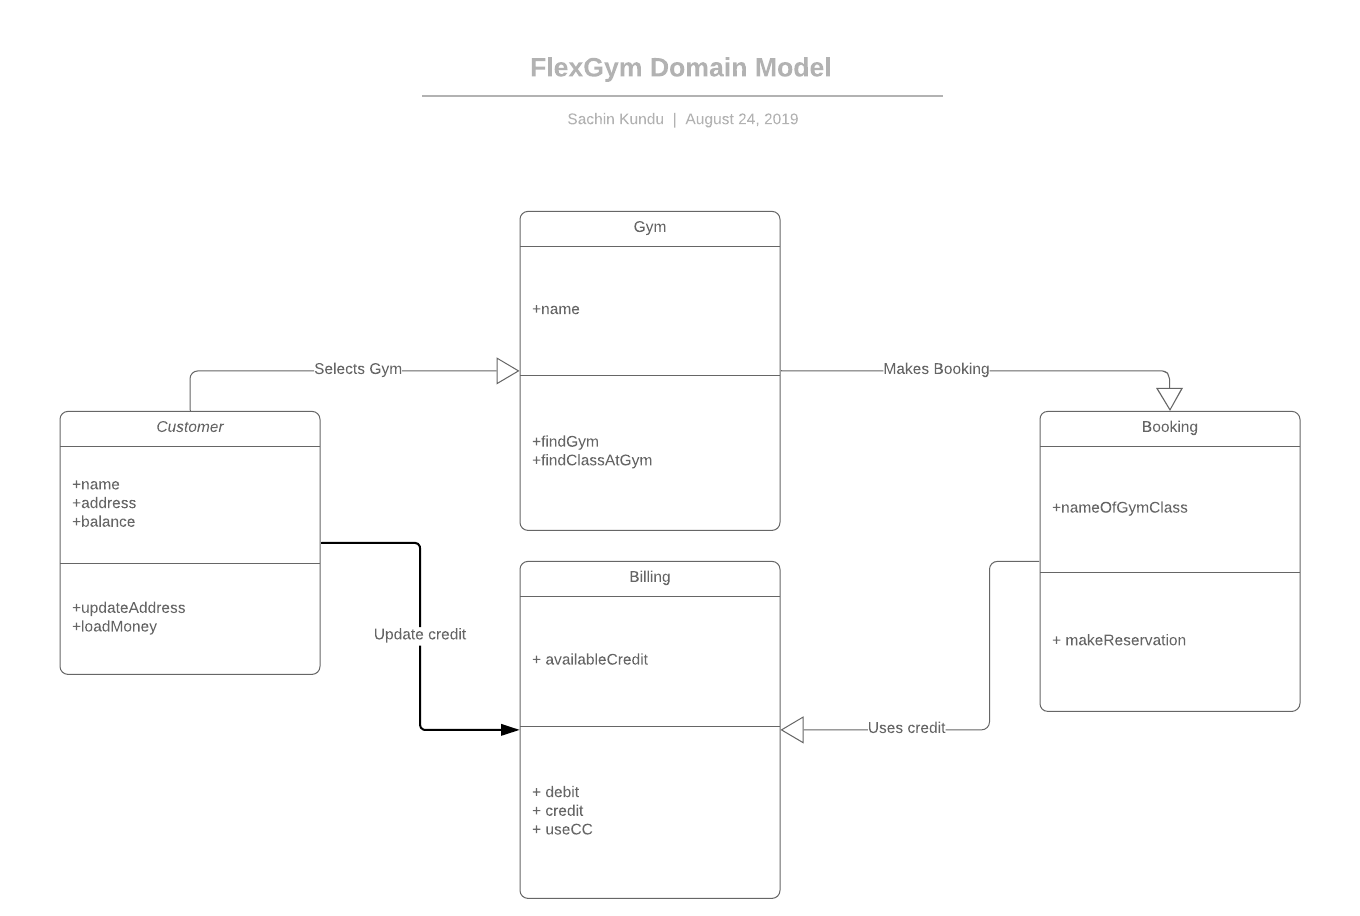 FlexGym Domain Model
Sachin Kundu | August 24, 2019
Gym
+name
+findGym
+findClassAtGym
Selects Gym
Makes Booking
Customer
+name
+address
+balance
+updateAddress
+loadMoney
Booking
+nameOfGymClass
+ makeReservation
Update credit
Billing
+ availableCredit
+ debit
+ credit
+ useCC
Uses credit